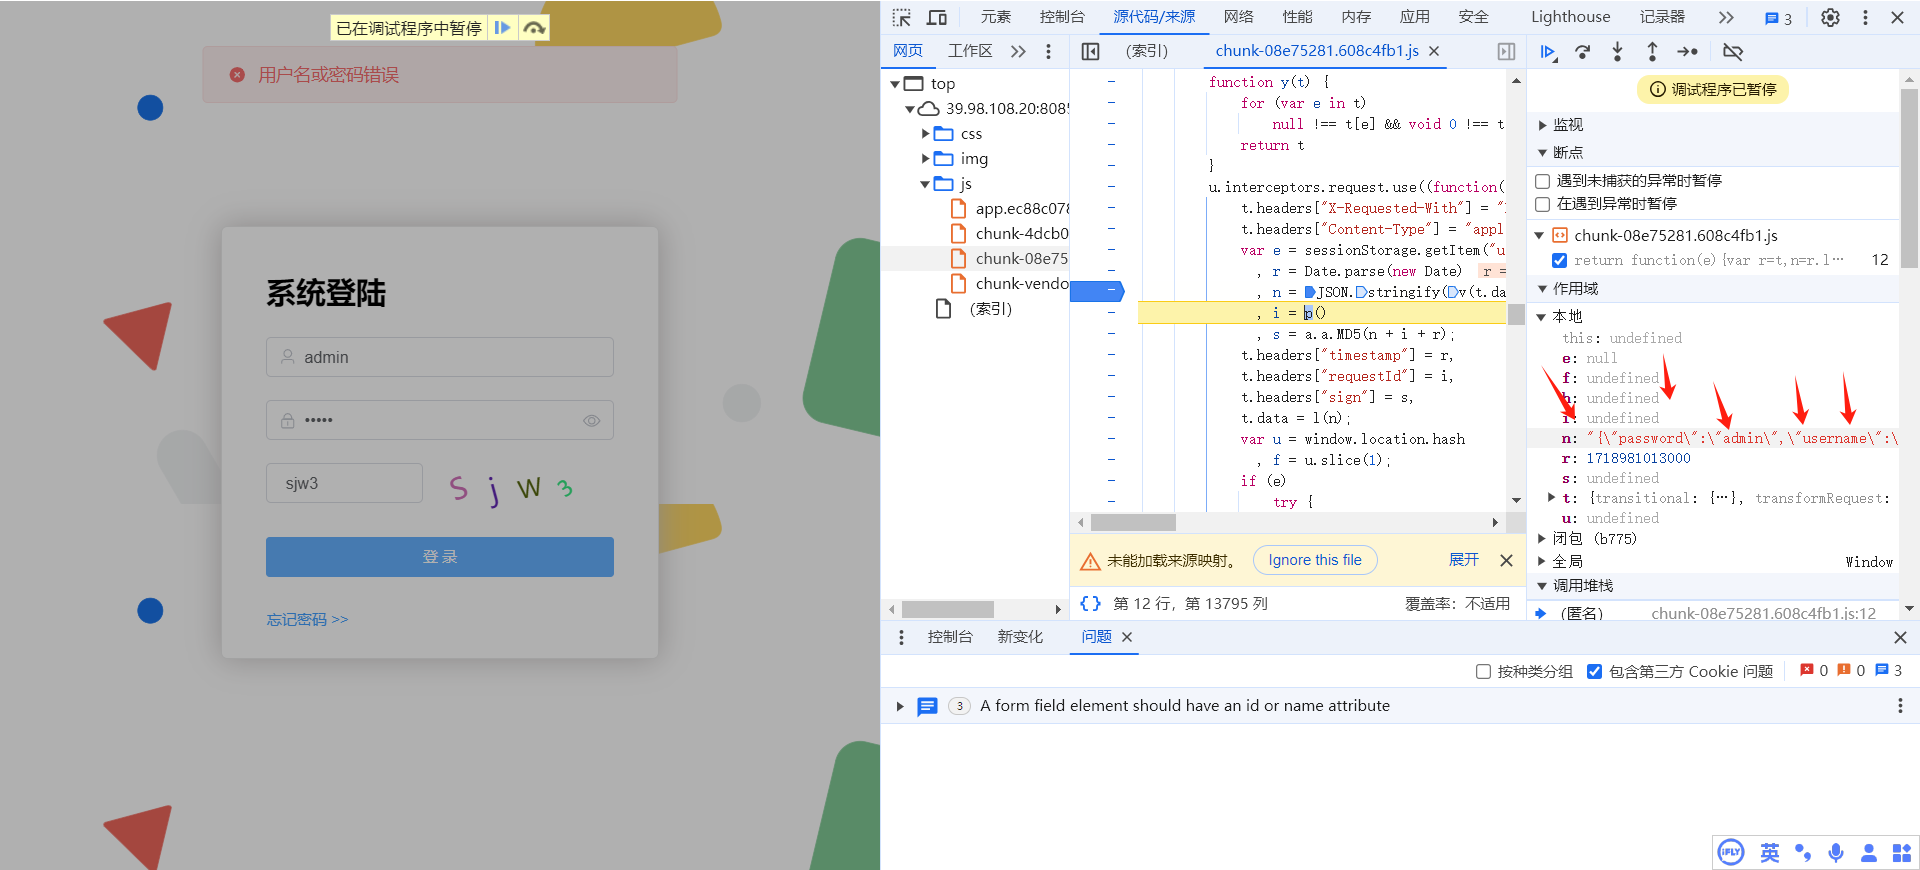 已在调试程序中暂停
用户名或密码错误
系统登陆
admin
•••••
sjw3
S j W 3
登 录
忘记密码 >>
元素 控制台 源代码/来源 网络 性能 内存 应用 安全 Lighthouse 记录器 3
网页 工作区 (索引) chunk-08e75281.608c4fb1.js
top
39.98.108.20:8085
css
img
js
app.ec88c078
chunk-4dcb0
chunk-08e75
chunk-vendo
(索引)
function y(t) {
for (var e in t)
null !== t[e] && void 0 !== t
return t
}
u.interceptors.request.use((function(
t.headers["X-Requested-With"] = "
t.headers["Content-Type"] = "appl
var e = sessionStorage.getItem("u
, r = Date.parse(new Date) r =
, n = JSON.stringify(v(t.da
, i = p()
, s = a.a.MD5(n + i + r);
t.headers["timestamp"] = r,
t.headers["requestId"] = i,
t.headers["sign"] = s,
t.data = l(n);
var u = window.location.hash
, f = u.slice(1);
if (e)
try {
未能加载来源映射。 Ignore this file 展开
{} 第 12 行，第 13795 列 覆盖率：不适用
调试程序已暂停
监视
断点
遇到未捕获的异常时暂停
在遇到异常时暂停
chunk-08e75281.608c4fb1.js
return function(e){var r=t,n=r.l… 12
作用域
本地
this: undefined
e: null
f: undefined
h: undefined
i: undefined
n: "{\"password\":\"admin\",\"username\":\
r: 1718981013000
s: undefined
t: {transitional: {…}, transformRequest:
u: undefined
闭包 (b775)
全局 Window
调用堆栈
(匿名) chunk-08e75281.608c4fb1.js:12
控制台 新变化 问题
按种类分组 包含第三方 Cookie 问题 0 0 3
3 A form field element should have an id or name attribute
iFLY 英